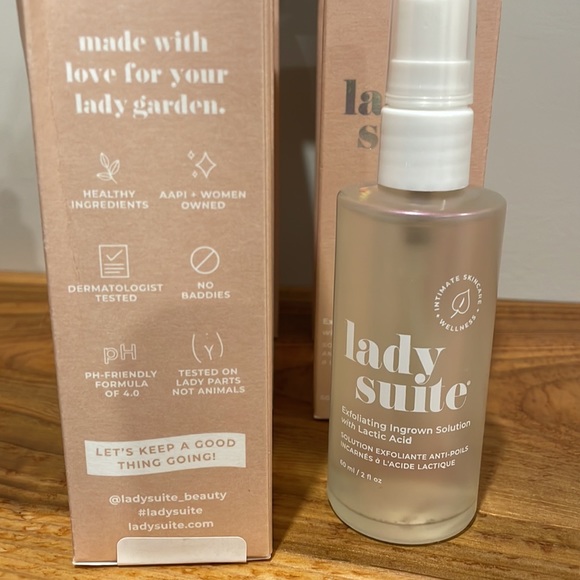 made with
love for your
lady garden.
HEALTHY
INGREDIENTS
AAPI + WOMEN
OWNED
DERMATOLOGIST
TESTED
NO
BADDIES
pH
PH-FRIENDLY
FORMULA
OF 4.0
TESTED ON
LADY PARTS
NOT ANIMALS
LET'S KEEP A GOOD
THING GOING!
@ladysuite_beauty
#ladysuite
ladysuite.com
la
s
• INTIMATE SKINCARE • WELLNESS
lady
suite®
Exfoliating Ingrown Solution
with Lactic Acid
SOLUTION EXFOLIANTE ANTI-POILS
INCARNÉS À L'ACIDE LACTIQUE
60 ml / 2 fl oz